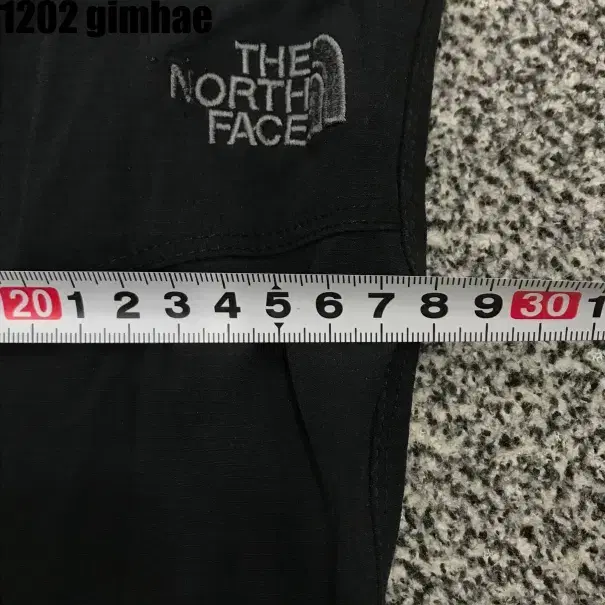 1202 gimhae
THE
NORTH
FACE
20 1 2 3 4 5 6 7 8 9 30 1